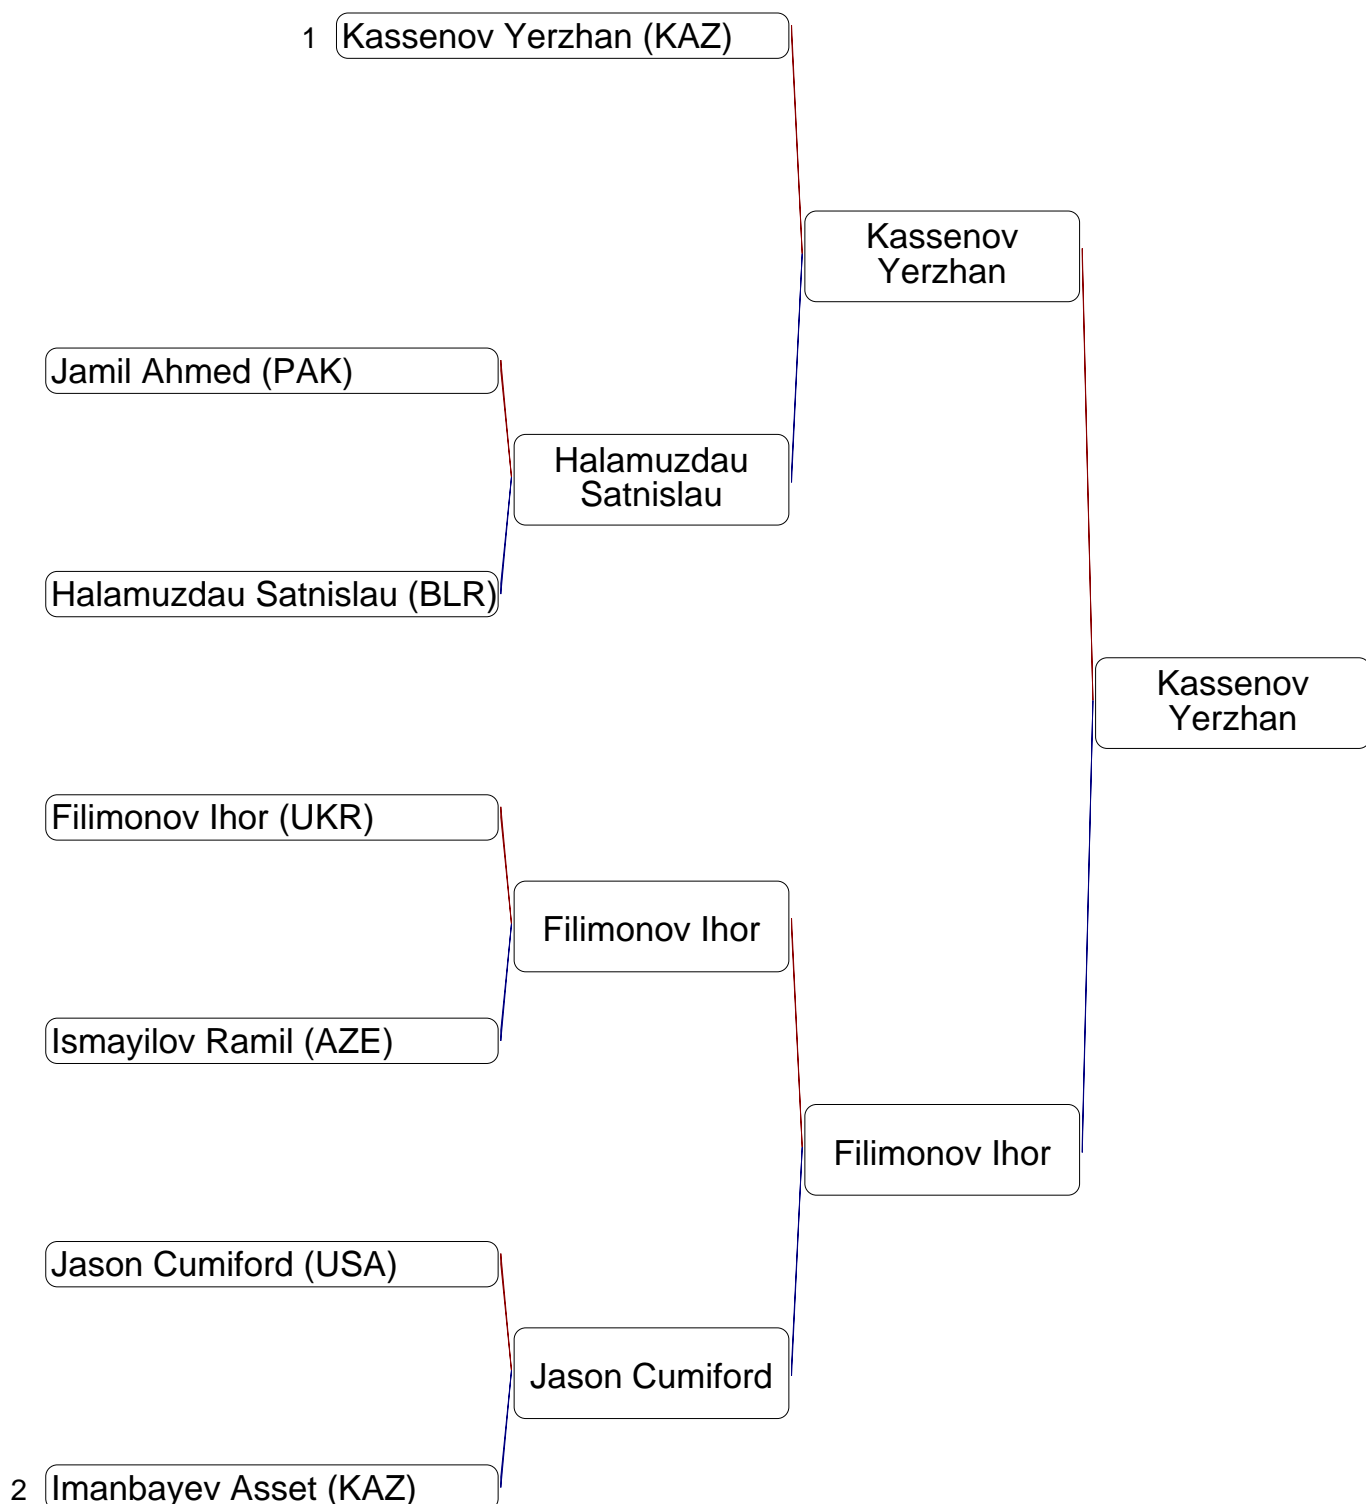 1 Kassenov Yerzhan (KAZ)
Kassenov
Yerzhan
Jamil Ahmed (PAK)
Halamuzdau
Satnislau
Halamuzdau Satnislau (BLR)
Kassenov
Yerzhan
Filimonov Ihor (UKR)
Filimonov Ihor
Ismayilov Ramil (AZE)
Filimonov Ihor
Jason Cumiford (USA)
Jason Cumiford
2 Imanbayev Asset (KAZ)